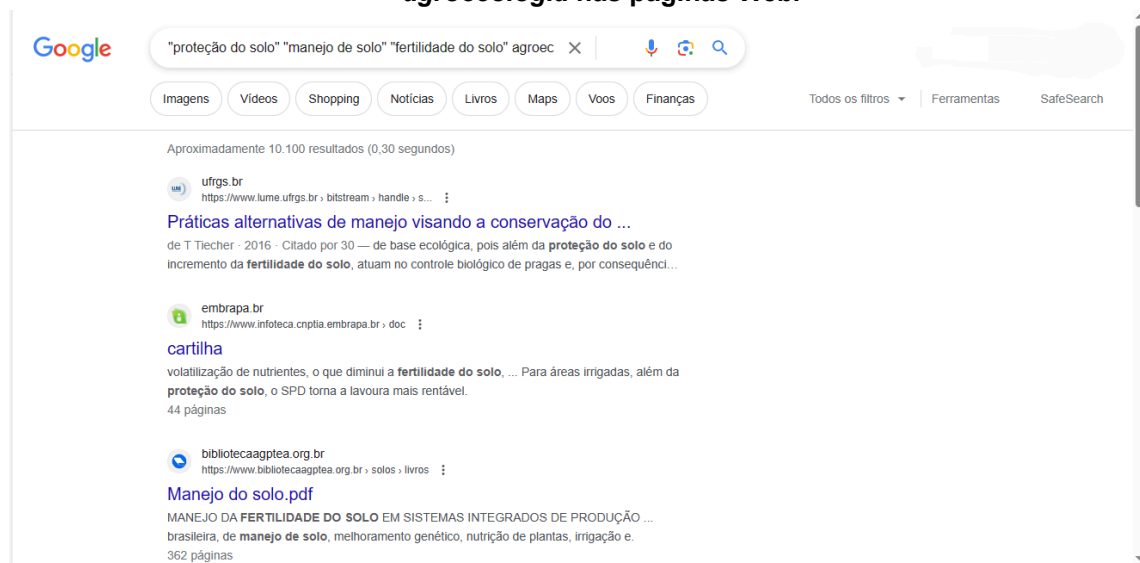 agroecologia nas páginas Web.
Google
"proteção do solo" "manejo de solo" "fertilidade do solo" agroec
Imagens Vídeos Shopping Notícias Livros Maps Voos Finanças Todos os filtros Ferramentas SafeSearch
Aproximadamente 10.100 resultados (0,30 segundos)
ufrgs.br
https://www.lume.ufrgs.br › bitstream › handle › s...
Práticas alternativas de manejo visando a conservação do ...
de T Tiecher · 2016 · Citado por 30 — de base ecológica, pois além da proteção do solo e do
incremento da fertilidade do solo, atuam no controle biológico de pragas e, por consequênci...
embrapa.br
https://www.infoteca.cnptia.embrapa.br › doc
cartilha
volatilização de nutrientes, o que diminui a fertilidade do solo, ... Para áreas irrigadas, além da
proteção do solo, o SPD torna a lavoura mais rentável.
44 páginas
bibliotecaagptea.org.br
https://www.bibliotecaagptea.org.br › solos › livros
Manejo do solo.pdf
MANEJO DA FERTILIDADE DO SOLO EM SISTEMAS INTEGRADOS DE PRODUÇÃO ...
brasileira, de manejo de solo, melhoramento genético, nutrição de plantas, irrigação e.
362 páginas